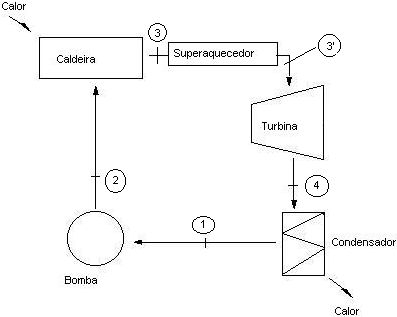 Calor
3
3'
Superaquecedor
Caldeira
Turbina
2
4
1
Condensador
Bomba
Calor